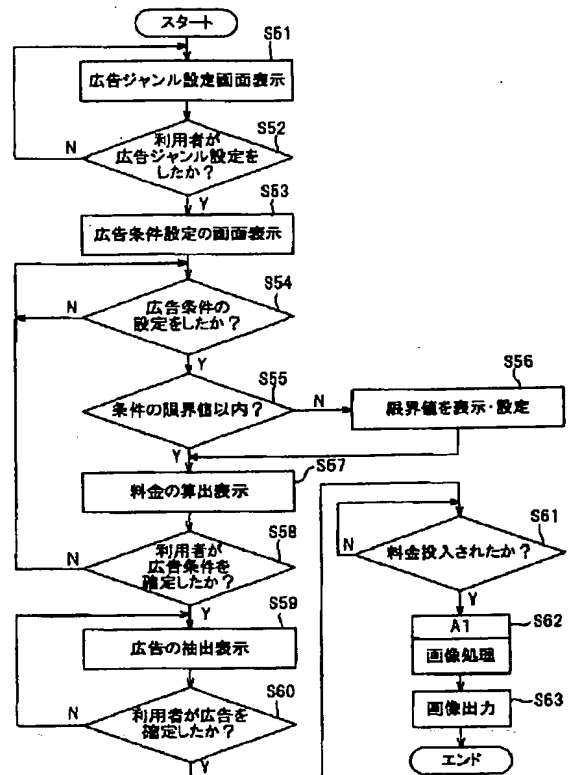 スタート
S51
広告ジャンル設定画面表示
S52
利用者が
広告ジャンル設定を
したか？
N
Y
S53
広告条件設定の画面表示
S54
広告条件の
設定をしたか？
N
Y
S55
条件の限界値以内？
N
Y
S56
限界値を表示・設定
S57
料金の算出表示
S58
利用者が
広告条件を
確定したか？
N
Y
S59
広告の抽出表示
S60
利用者が広告を
確定したか？
N
Y
S61
料金投入されたか？
N
Y
S62
A1
画像処理
S63
画像出力
エンド